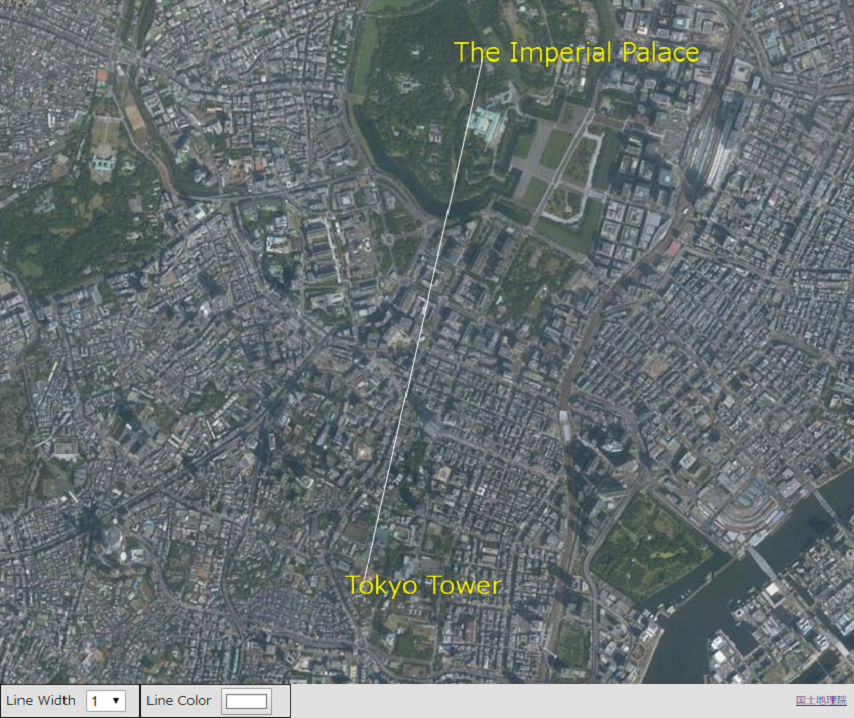 The Imperial Palace
Tokyo Tower
Line Width 1 ▼ Line Color 国土地理院